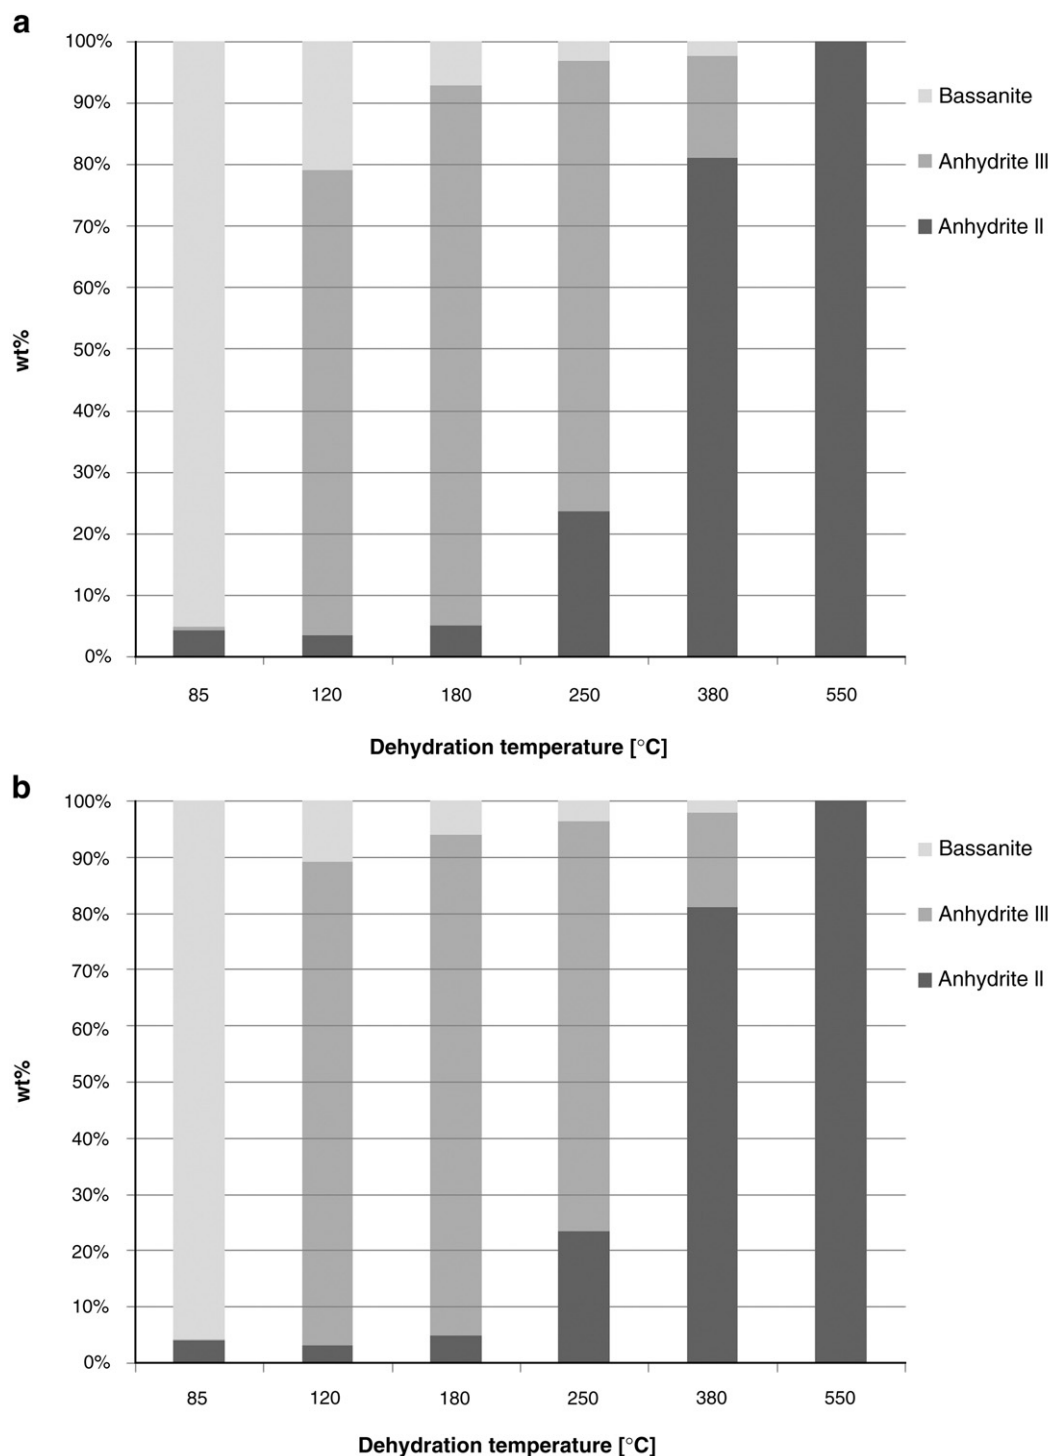 a
100%
90%
80%
70%
60%
50%
40%
30%
20%
10%
0%
wt%
85 120 180 250 380 550
Dehydration temperature [°C]
Bassanite
Anhydrite III
Anhydrite II
b
100%
90%
80%
70%
60%
50%
40%
30%
20%
10%
0%
wt%
85 120 180 250 380 550
Dehydration temperature [°C]
Bassanite
Anhydrite III
Anhydrite II